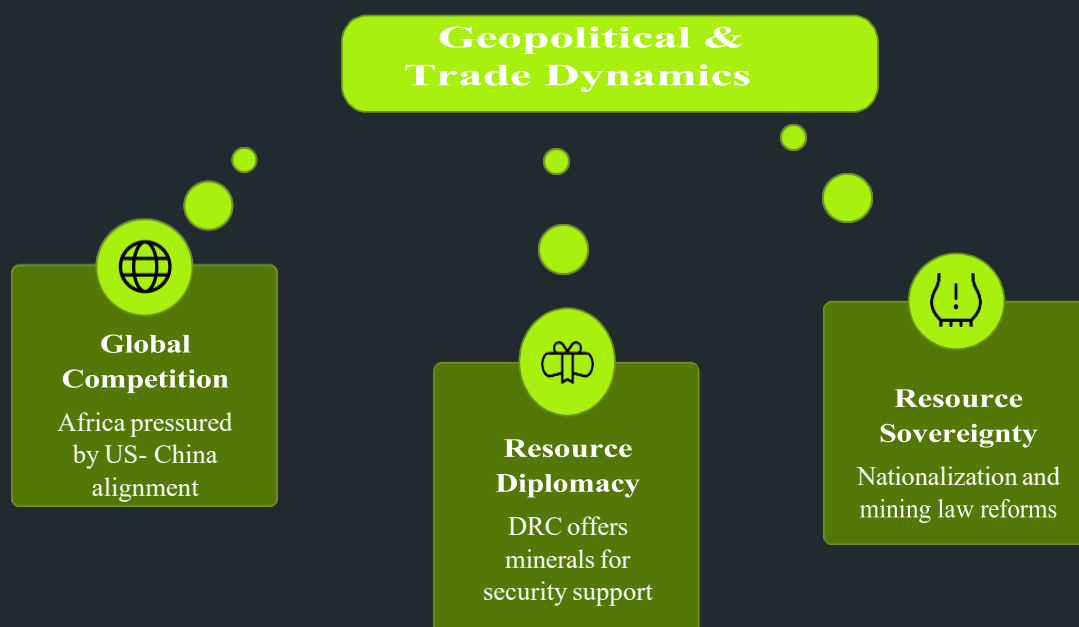 Geopolitical &
Trade Dynamics
Global
Competition
Africa pressured
by US- China
alignment
Resource
Diplomacy
DRC offers
minerals for
security support
Resource
Sovereignty
Nationalization and
mining law reforms